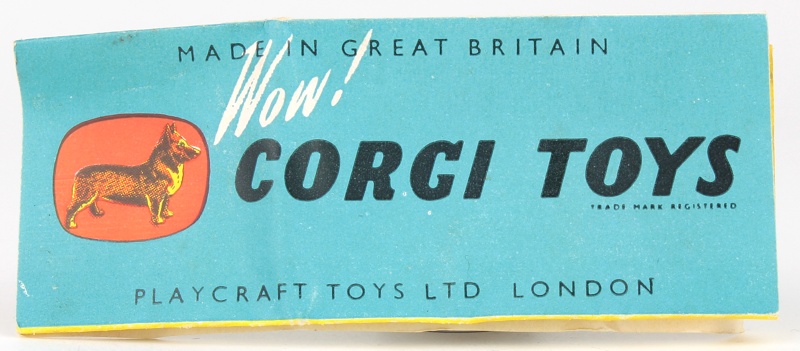 MADE IN GREAT BRITAIN
Wow!
CORGI TOYS
TRADE MARK REGISTERED
PLAYCRAFT TOYS LTD LONDON